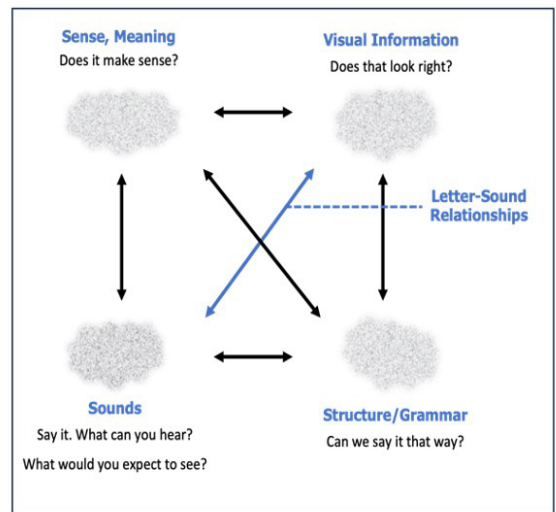 Sense, Meaning
Does it make sense?
Visual Information
Does that look right?
Letter-Sound
Relationships
Sounds
Say it. What can you hear?
What would you expect to see?
Structure/Grammar
Can we say it that way?